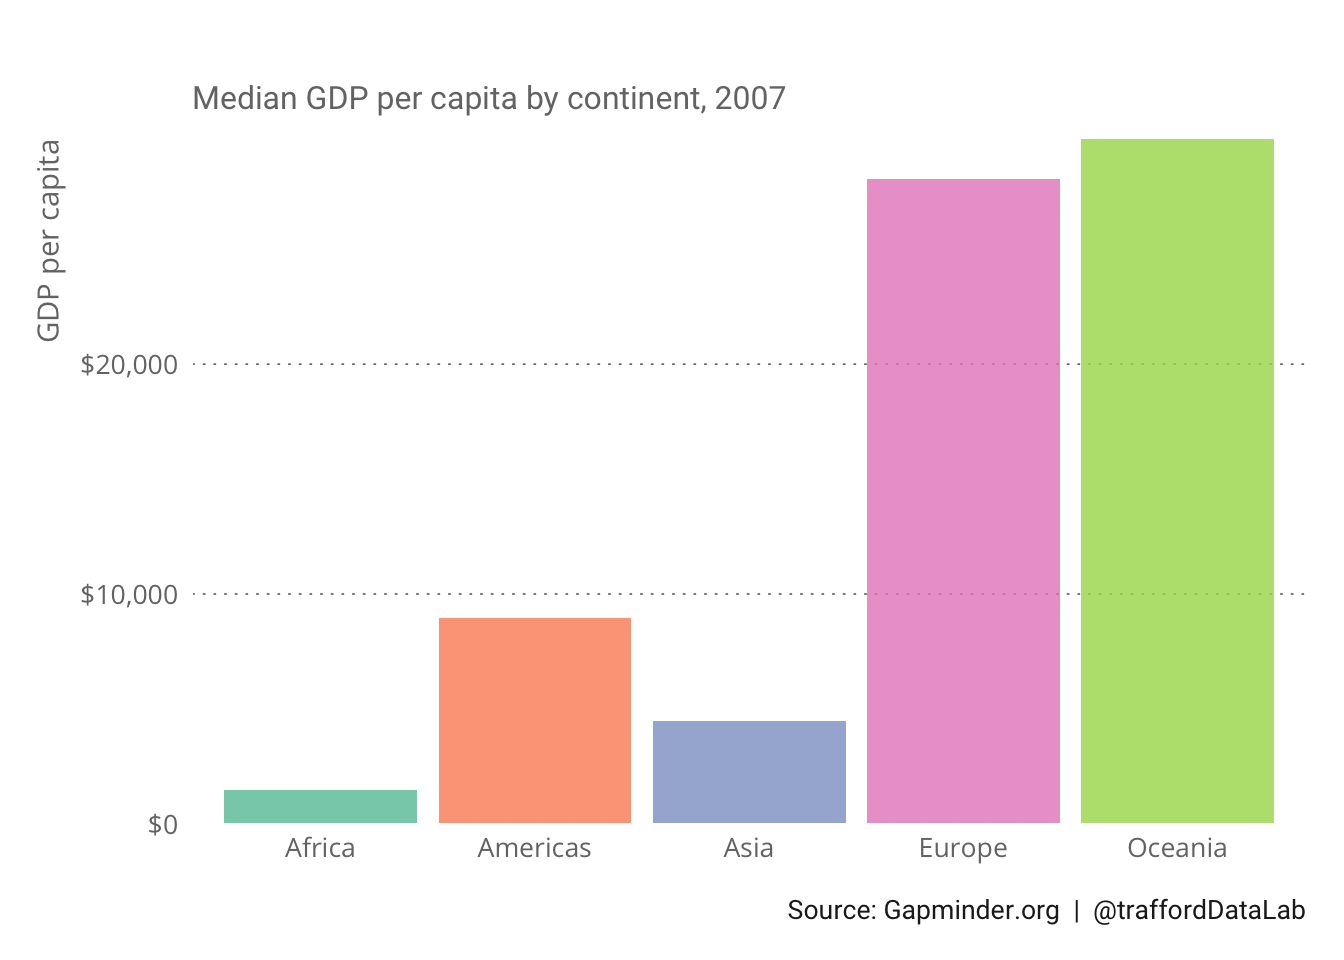 Median GDP per capita by continent, 2007
GDP per capita
$20,000
$10,000
$0
Africa
Americas
Asia
Europe
Oceania
Source: Gapminder.org | @traffordDataLab